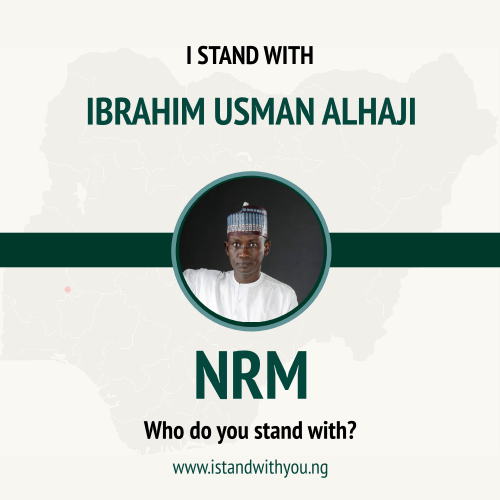 I STAND WITH
IBRAHIM USMAN ALHAJI
NRM
Who do you stand with?
www.istandwithyou.ng